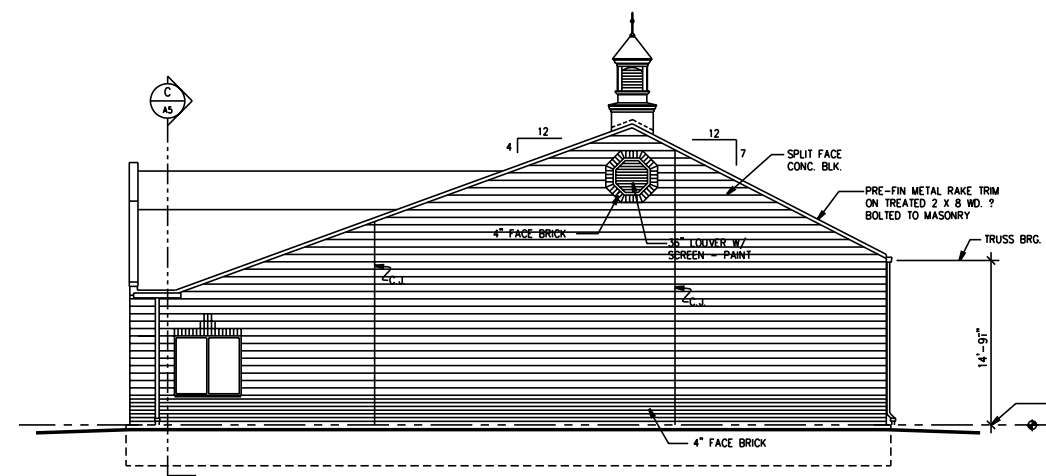 C
A5
12
4
12
7
SPLIT FACE
CONC. BLK.
PRE-FIN METAL RAKE TRIM
ON TREATED 2 X 8 WD. ?
BOLTED TO MASONRY
4" FACE BRICK
36" LOUVER W/
SCREEN - PAINT
TRUSS BRG.
C.J.
C.J.
14'-9i"
4" FACE BRICK